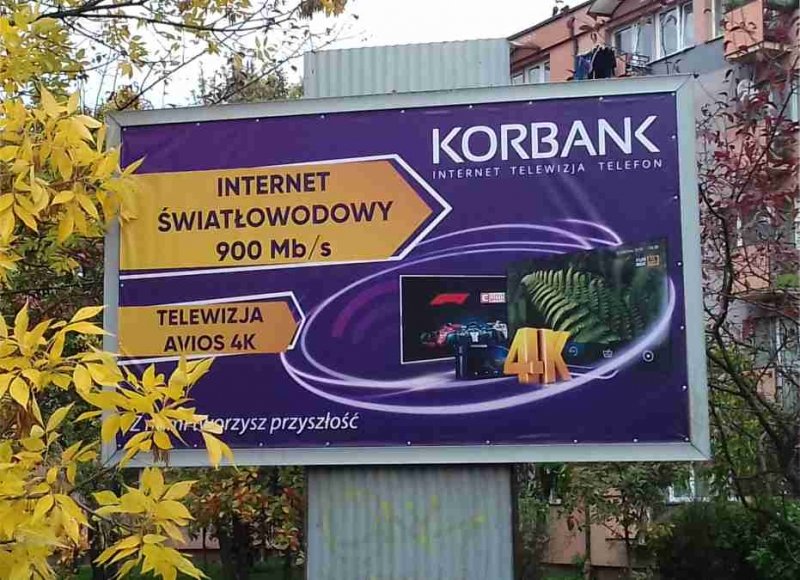 KORBANK
INTERNET TELEWIZJA TELEFON
INTERNET
ŚWIATŁOWODOWY
900 Mb/s
TELEWIZJA
AVIOS 4K
4K
Z tworzysz przyszłość